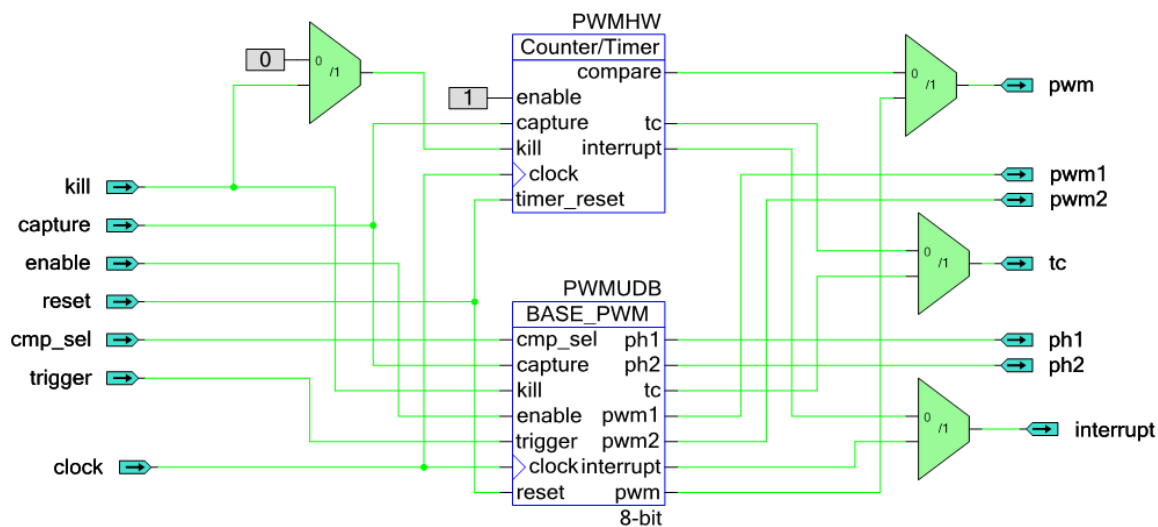 PWMHW
Counter/Timer
compare
enable
capture
tc
kill
interrupt
clock
timer_reset
0
0
/1
1
0
/1
pwm
pwm1
pwm2
0
/1
tc
kill
capture
enable
reset
cmp_sel
trigger
clock
PWMUDB
BASE_PWM
cmp_sel
ph1
capture
ph2
kill
tc
enable
pwm1
trigger
pwm2
clock
interrupt
reset
pwm
8-bit
ph1
ph2
0
/1
interrupt